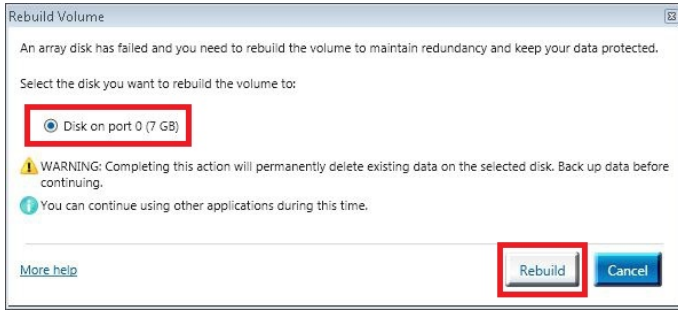 Rebuild Volume
An array disk has failed and you need to rebuild the volume to maintain redundancy and keep your data protected.
Select the disk you want to rebuild the volume to:
Disk on port 0 (7 GB)
WARNING: Completing this action will permanently delete existing data on the selected disk. Back up data before
continuing.
You can continue using other applications during this time.
More help
Rebuild
Cancel